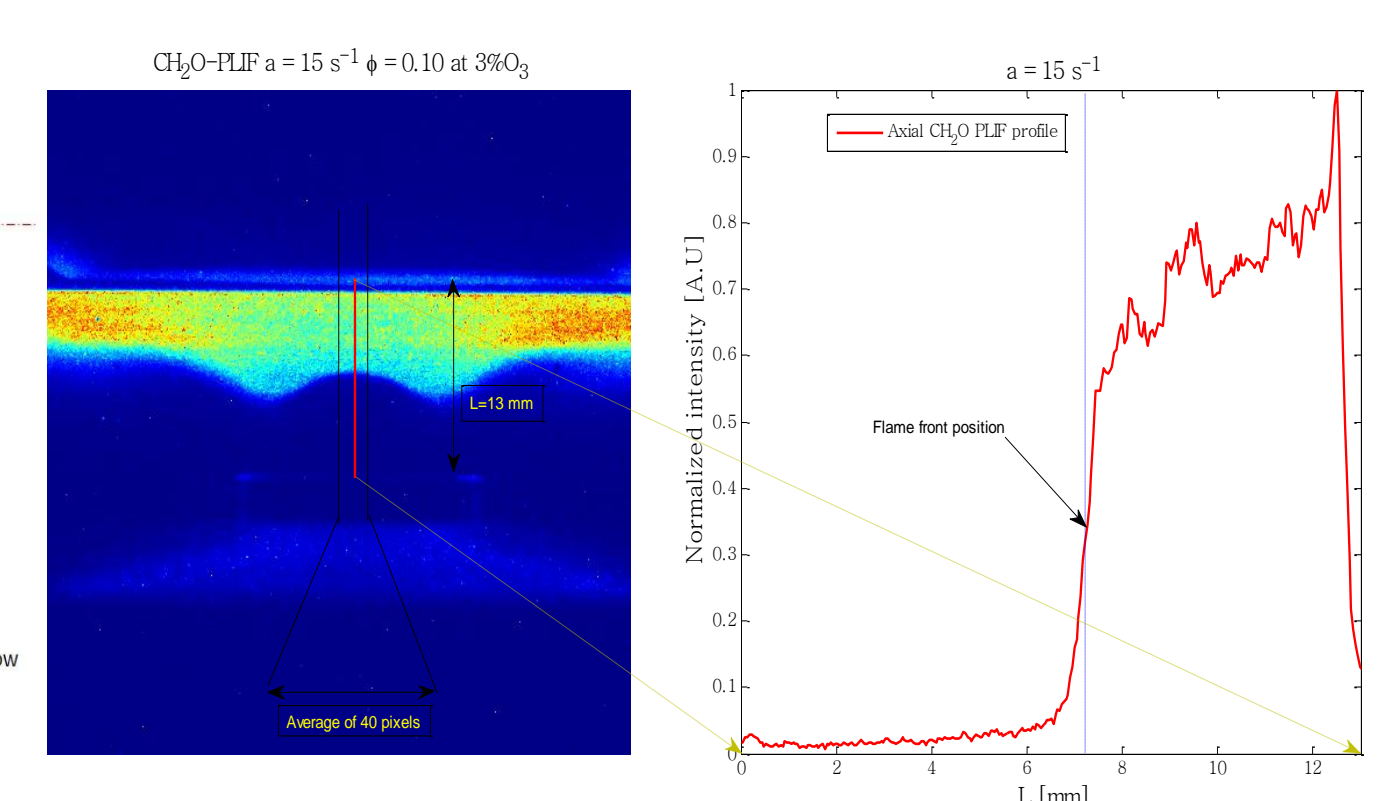 CH₂O-PLIF a = 15 s⁻¹ ϕ = 0.10 at 3%O₃
L=13 mm
Average of 40 pixels
ow
a = 15 s⁻¹
Axial CH₂O PLIF profile
Flame front position
Normalized intensity [A.U]
1
0.9
0.8
0.7
0.6
0.5
0.4
0.3
0.2
0.1
0
0 2 4 6 8 10 12
L [mm]